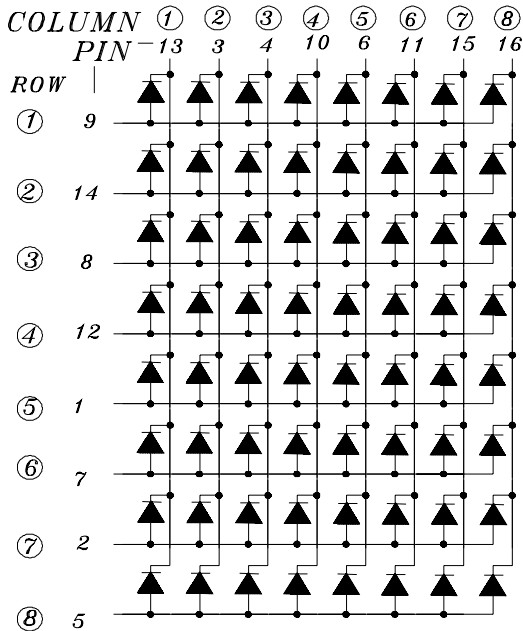 COLUMN ① ② ③ ④ ⑤ ⑥ ⑦ ⑧
PIN 13 3 4 10 6 11 15 16
ROW
① 9
② 14
③ 8
④ 12
⑤ 1
⑥ 7
⑦ 2
⑧ 5